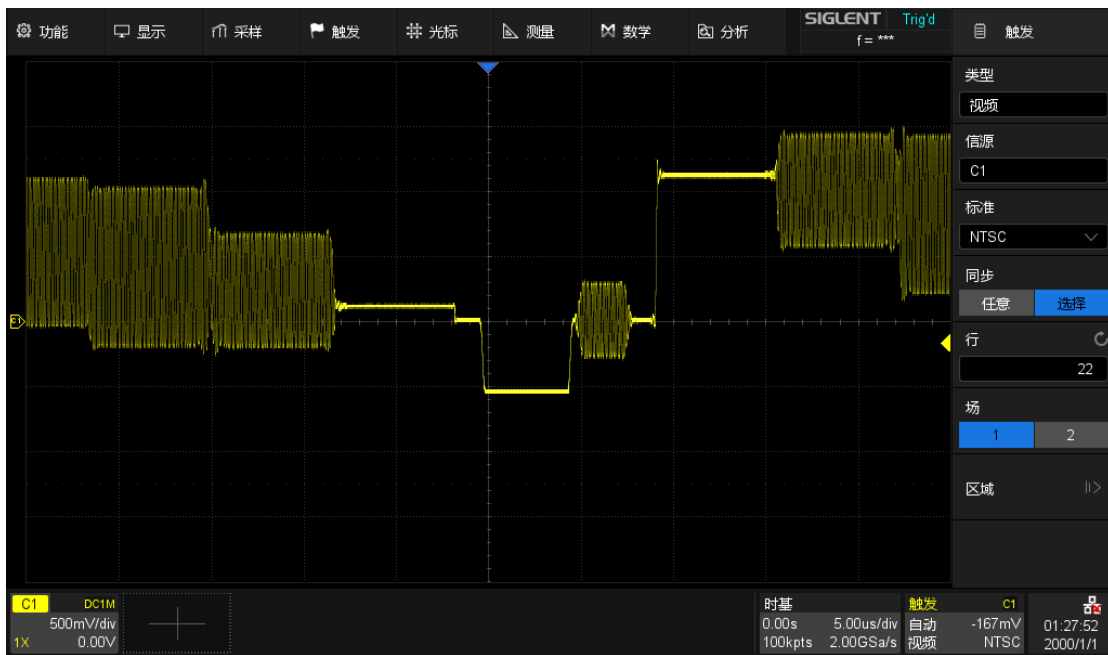 功能 显示 采样 触发 光标 测量 数学 分析 SIGLENT Trig'd
f = ***
触发
类型
视频
信源
C1
标准
NTSC
同步
任意 选择
行
22
场
1 2
区域
C1
C1 DC1M
500mV/div
1X 0.00V
时基
0.00s 5.00us/div
100kpts 2.00GSa/s
触发 C1
自动 -167mV
视频 NTSC
01:27:52
2000/1/1